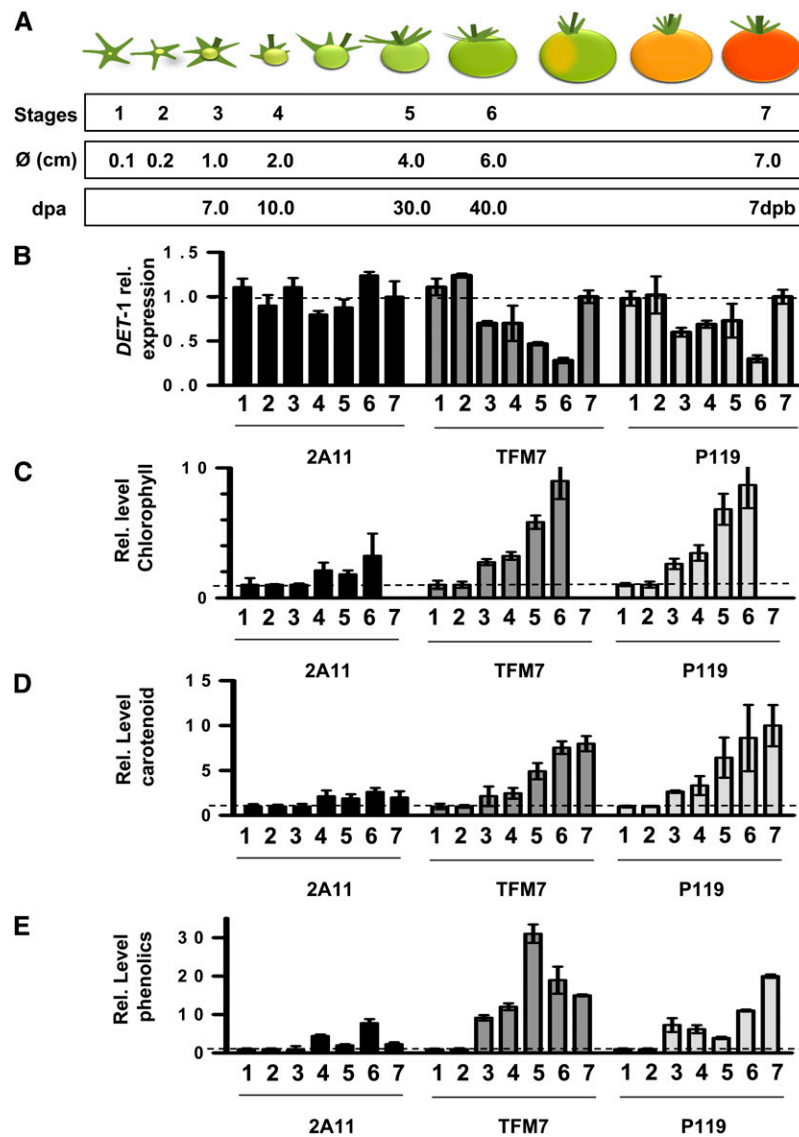 A
Stages 1 2 3 4 5 6 7
Ø (cm) 0.1 0.2 1.0 2.0 4.0 6.0 7.0
dpa 7.0 10.0 30.0 40.0 7dpb
B
DET-1 rel. expression
1.5
1.0
0.5
0.0
1 2 3 4 5 6 7 1 2 3 4 5 6 7 1 2 3 4 5 6 7
2A11 TFM7 P119
C
Rel. level Chlorophyll
10
0
1 2 3 4 5 6 7 1 2 3 4 5 6 7 1 2 3 4 5 6 7
2A11 TFM7 P119
D
Rel. Level carotenoid
15
10
5
0
1 2 3 4 5 6 7 1 2 3 4 5 6 7 1 2 3 4 5 6 7
2A11 TFM7 P119
E
Rel. Level phenolics
30
20
10
0
1 2 3 4 5 6 7 1 2 3 4 5 6 7 1 2 3 4 5 6 7
2A11 TFM7 P119